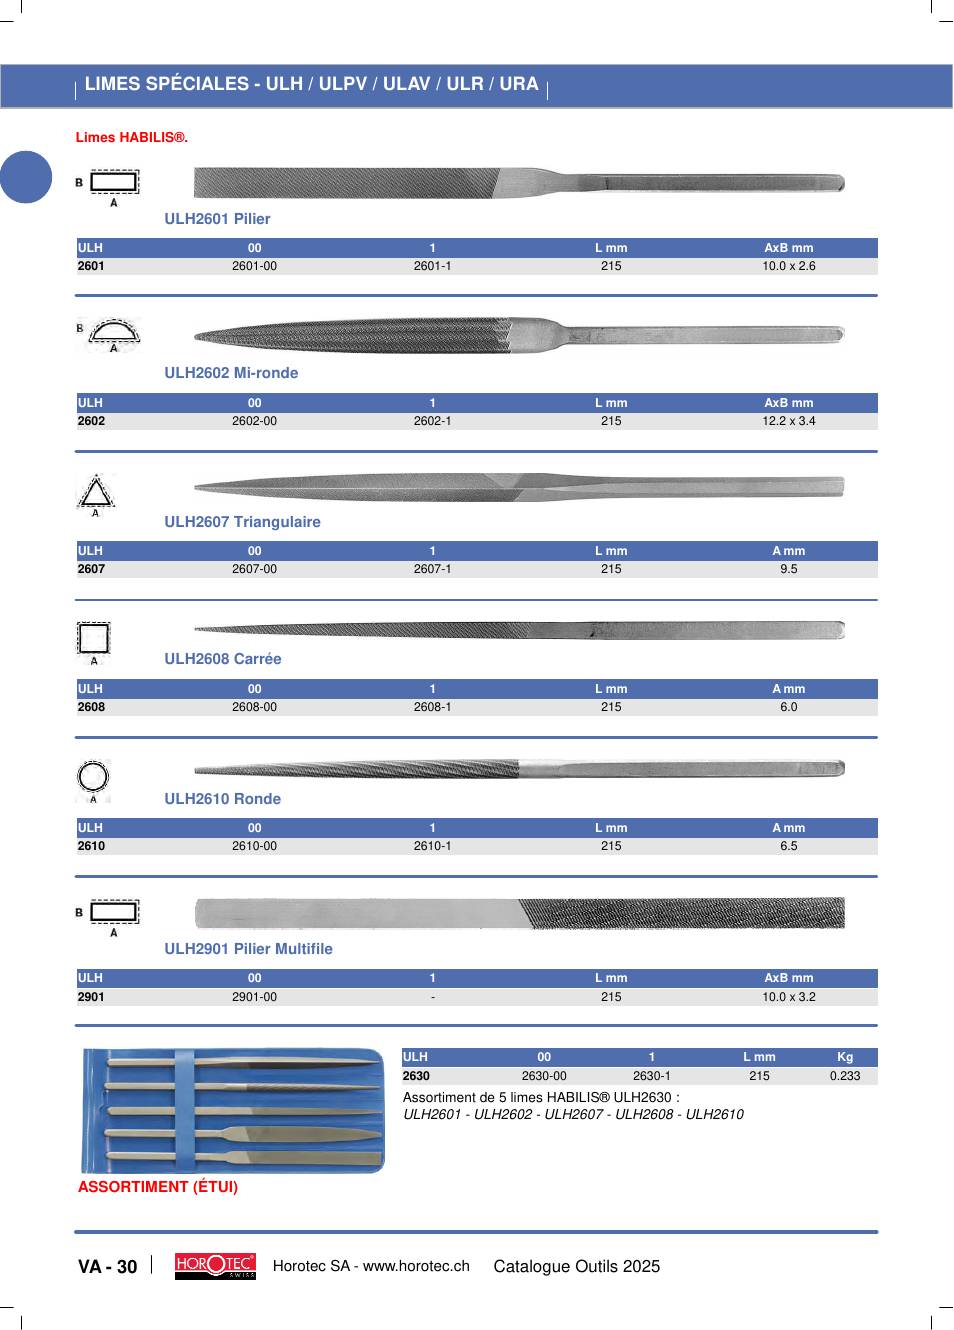 LIMES SPÉCIALES - ULH / ULPV / ULAV / ULR / URA
Limes HABILIS®.
B
A
ULH2601 Pilier
ULH 00 1 L mm AxB mm
2601 2601-00 2601-1 215 10.0 x 2.6
B
A
ULH2602 Mi-ronde
ULH 00 1 L mm AxB mm
2602 2602-00 2602-1 215 12.2 x 3.4
A
ULH2607 Triangulaire
ULH 00 1 L mm A mm
2607 2607-00 2607-1 215 9.5
A
ULH2608 Carrée
ULH 00 1 L mm A mm
2608 2608-00 2608-1 215 6.0
A
ULH2610 Ronde
ULH 00 1 L mm A mm
2610 2610-00 2610-1 215 6.5
B
A
ULH2901 Pilier Multifile
ULH 00 1 L mm AxB mm
2901 2901-00 - 215 10.0 x 3.2
ULH 00 1 L mm Kg
2630 2630-00 2630-1 215 0.233
Assortiment de 5 limes HABILIS® ULH2630 :
ULH2601 - ULH2602 - ULH2607 - ULH2608 - ULH2610
ASSORTIMENT (ÉTUI)
VA - 30 HOROTEC® SWISS Horotec SA - www.horotec.ch Catalogue Outils 2025